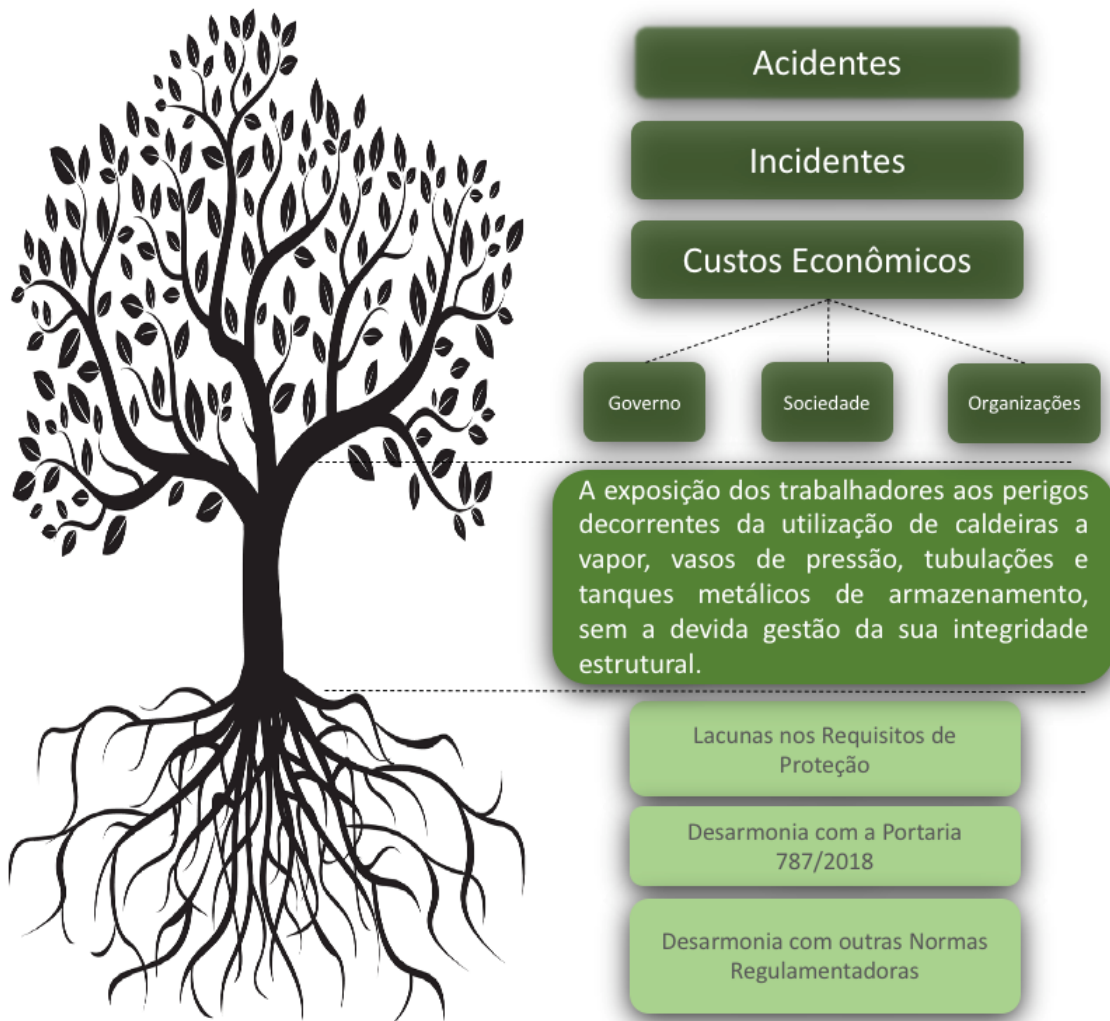 Acidentes
Incidentes
Custos Econômicos
Governo
Sociedade
Organizações
A exposição dos trabalhadores aos perigos
decorrentes da utilização de caldeiras a
vapor, vasos de pressão, tubulações e
tanques metálicos de armazenamento,
sem a devida gestão da sua integridade
estrutural.
Lacunas nos Requisitos de
Proteção
Desarmonia com a Portaria
787/2018
Desarmonia com outras Normas
Regulamentadoras